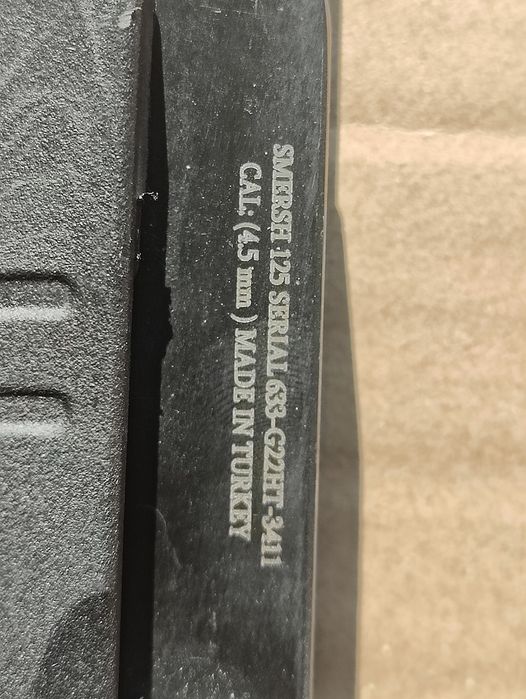 SMERSH 125 SERIAL 633-G22HT-3411
CAL: (4.5 mm ) MADE IN TURKEY